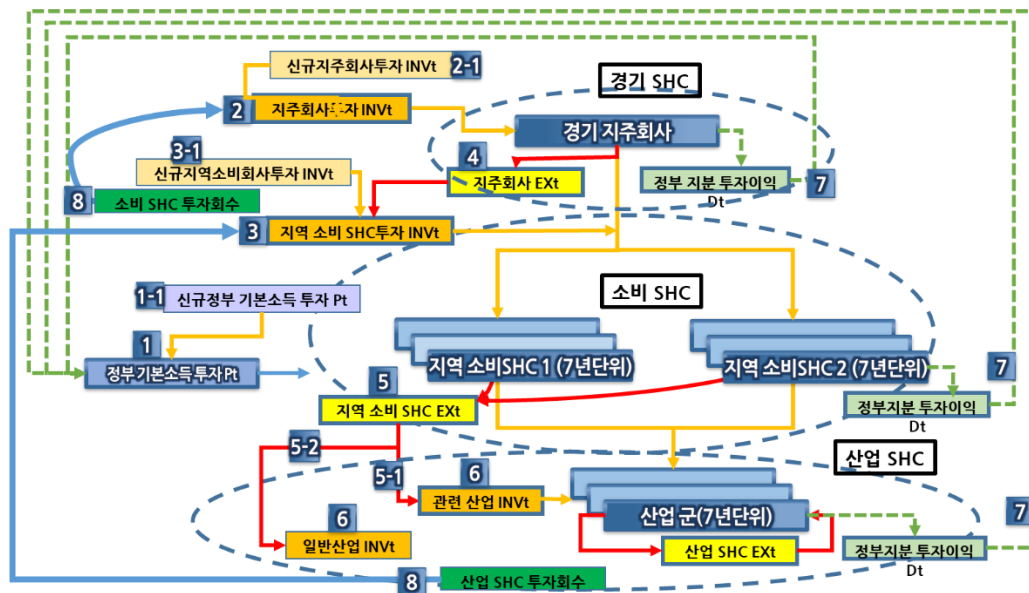 신규지주회사투자 INVt
2-1
경기 SHC
2
지주회사투자 INVt
경기 지주회사
3-1
신규지역소비회사투자 INVt
4
지주회사 EXt
정부 지분 투자이익
Dt
7
8
소비 SHC 투자회수
3
지역 소비 SHC투자 INVt
1-1
신규정부 기본소득 투자 Pt
소비 SHC
1
정부기본소득투자Pt
지역 소비SHC 1 (7년단위)
지역 소비SHC 2 (7년단위)
7
5
지역 소비 SHC EXt
정부지분 투자이익
Dt
5-2
산업 SHC
5-1
6
관련 산업 INVt
6
일반산업 INVt
산업 군(7년단위)
7
산업 SHC EXt
정부지분 투자이익
Dt
8
산업 SHC 투자회수